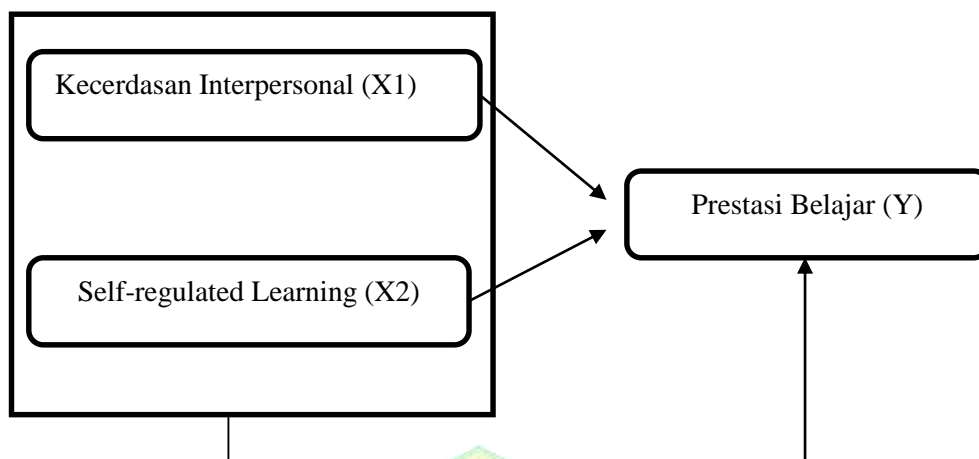 Kecerdasan Interpersonal (X1)
Prestasi Belajar (Y)
Self-regulated Learning (X2)